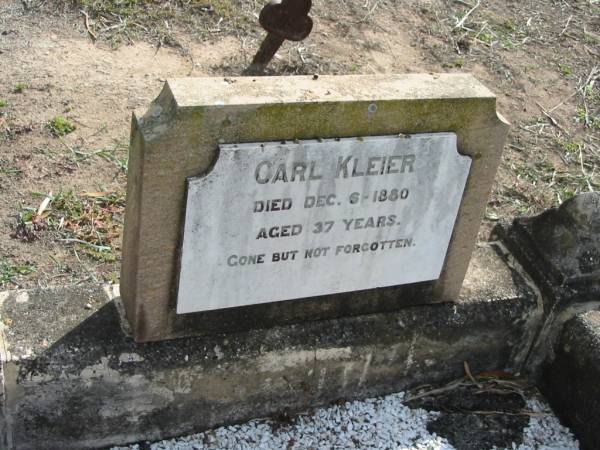 CARL KLEIER
DIED DEC. 6-1880
AGED 37 YEARS.
GONE BUT NOT FORGOTTEN.